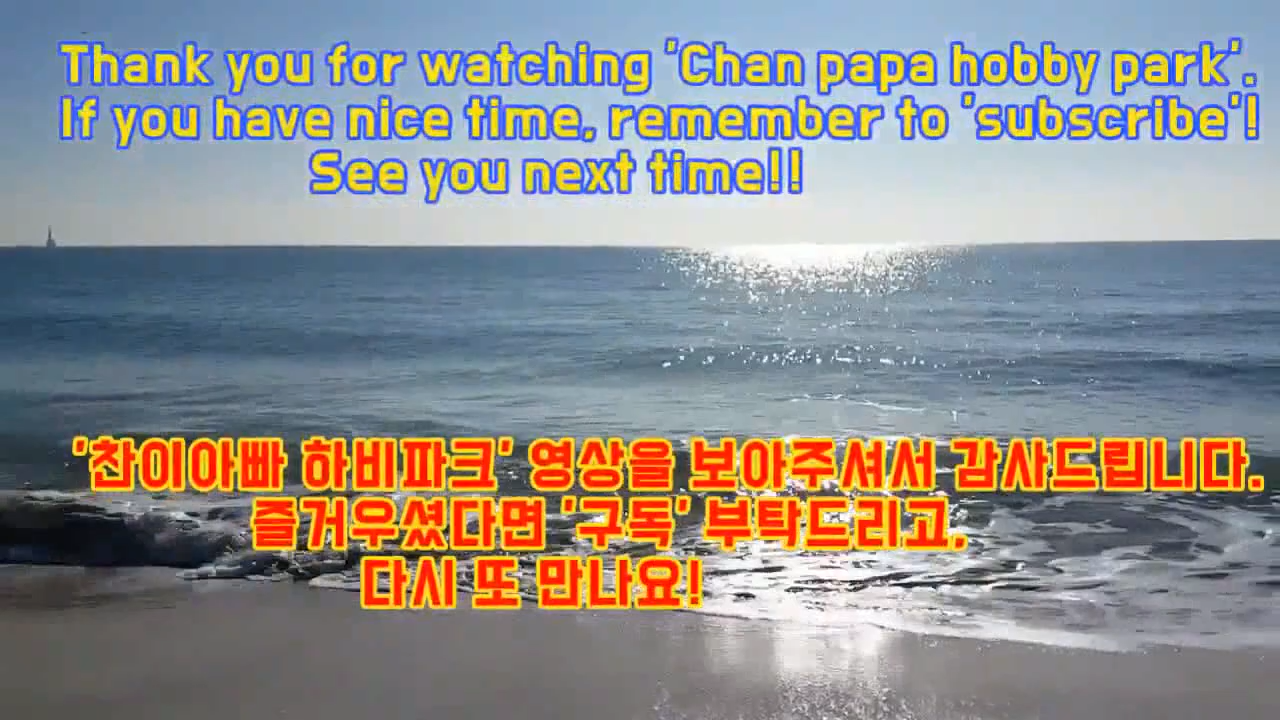 Thank you for watching 'Chan papa hobby park'.
If you have nice time, remember to 'subscribe'!
See you next time!!
'찬이아빠 하비파크' 영상을 보아주셔서 감사드립니다.
즐거우셨다면 '구독' 부탁드리고,
다시 또 만나요!